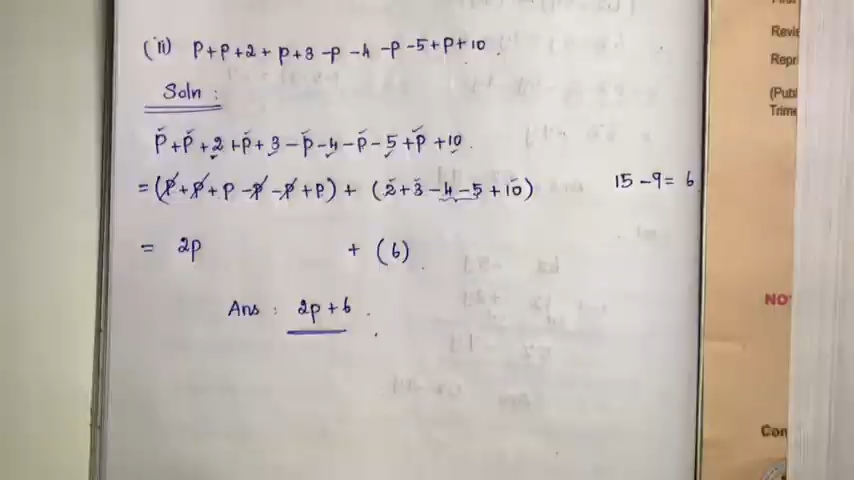 (ii) p+p+2+p+3-p-4-p-5+p+10.
Soln :
p+p+2+p+3-p-4-p-5+p+10.
=(p+p+p-p-p+p) + (2+3-4-5+10) 15-9=6
= 2p + (6).
Ans : 2p+6.
Revie
Repr
(Publ
Trime
NO
Con